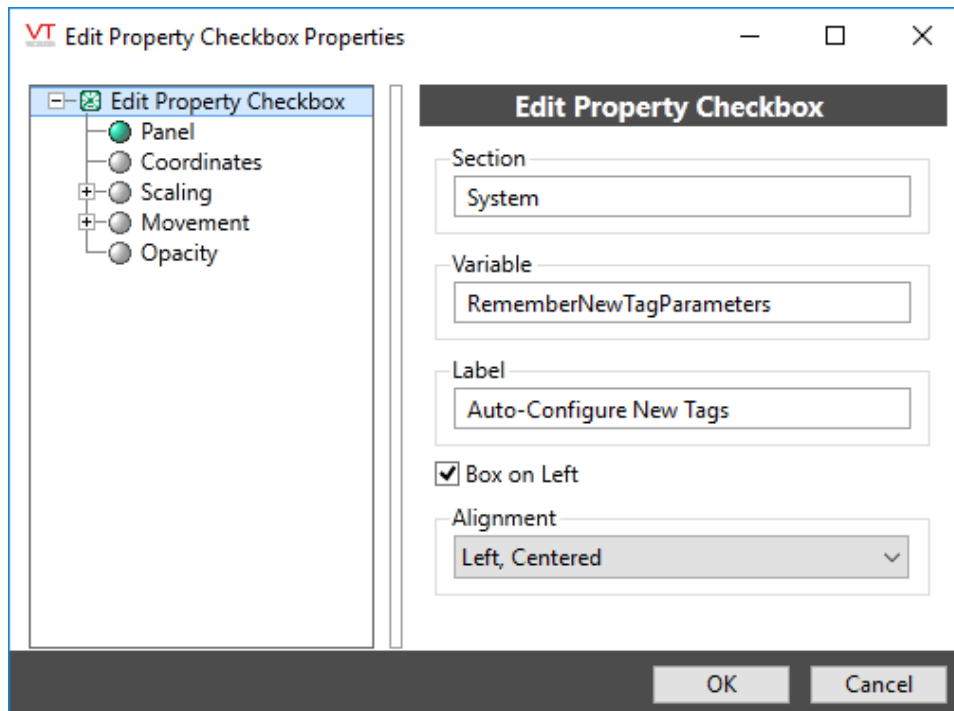 VT Edit Property Checkbox Properties
Edit Property Checkbox
Panel
Coordinates
Scaling
Movement
Opacity
Edit Property Checkbox
Section
System
Variable
RememberNewTagParameters
Label
Auto-Configure New Tags
Box on Left
Alignment
Left, Centered
OK
Cancel